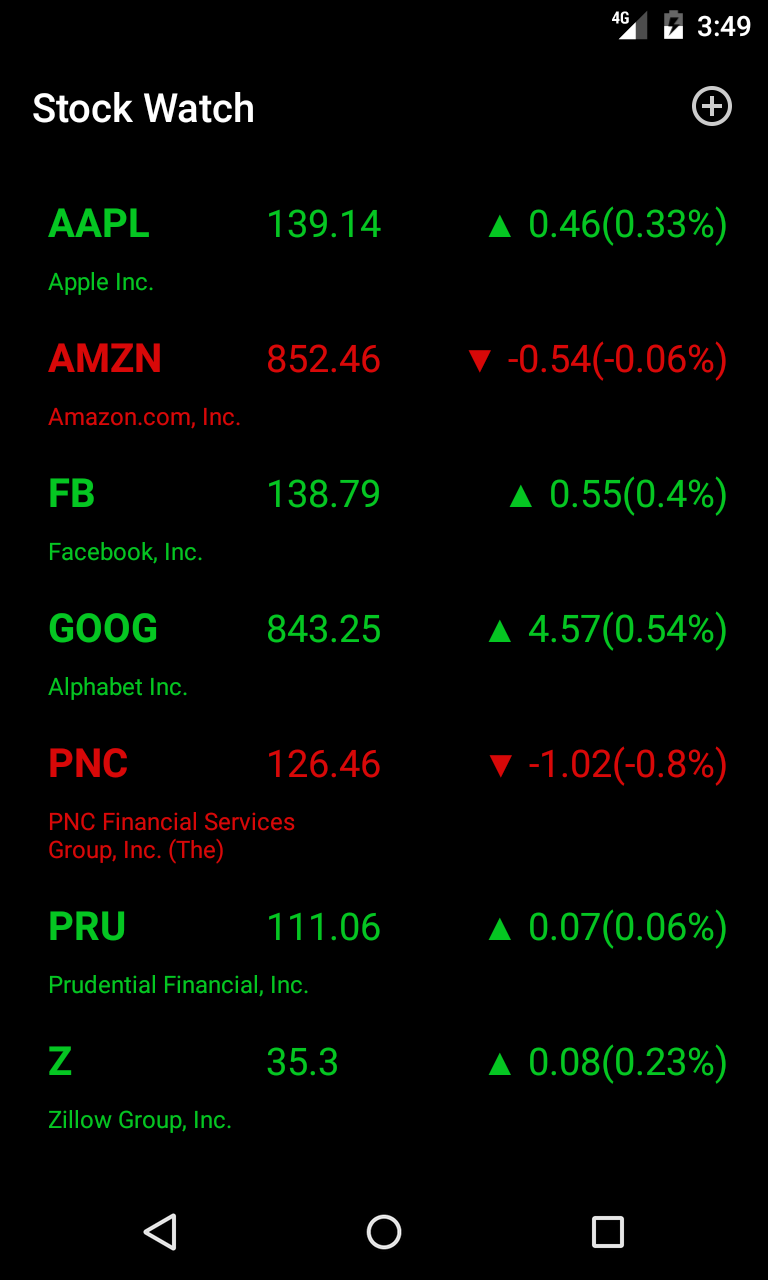 4G 3:49
Stock Watch
AAPL 139.14 ▲ 0.46(0.33%)
Apple Inc.
AMZN 852.46 ▼ -0.54(-0.06%)
Amazon.com, Inc.
FB 138.79 ▲ 0.55(0.4%)
Facebook, Inc.
GOOG 843.25 ▲ 4.57(0.54%)
Alphabet Inc.
PNC 126.46 ▼ -1.02(-0.8%)
PNC Financial Services
Group, Inc. (The)
PRU 111.06 ▲ 0.07(0.06%)
Prudential Financial, Inc.
Z 35.3 ▲ 0.08(0.23%)
Zillow Group, Inc.